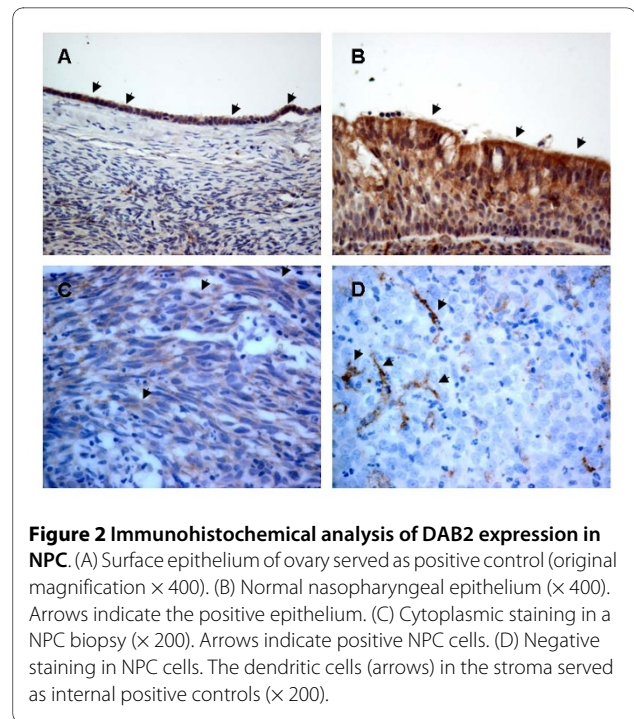 A
B
C
D
Figure 2 Immunohistochemical analysis of DAB2 expression in
NPC. (A) Surface epithelium of ovary served as positive control (original
magnification × 400). (B) Normal nasopharyngeal epithelium (× 400).
Arrows indicate the positive epithelium. (C) Cytoplasmic staining in a
NPC biopsy (× 200). Arrows indicate positive NPC cells. (D) Negative
staining in NPC cells. The dendritic cells (arrows) in the stroma served
as internal positive controls (× 200).